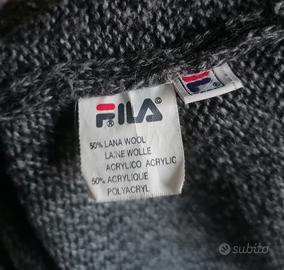 FILA
50% LANA WOOL
LAINE WOLLE
ACRYLICO ACRYLIC
50% ACRYLIQUE
POLYACRYL
subito